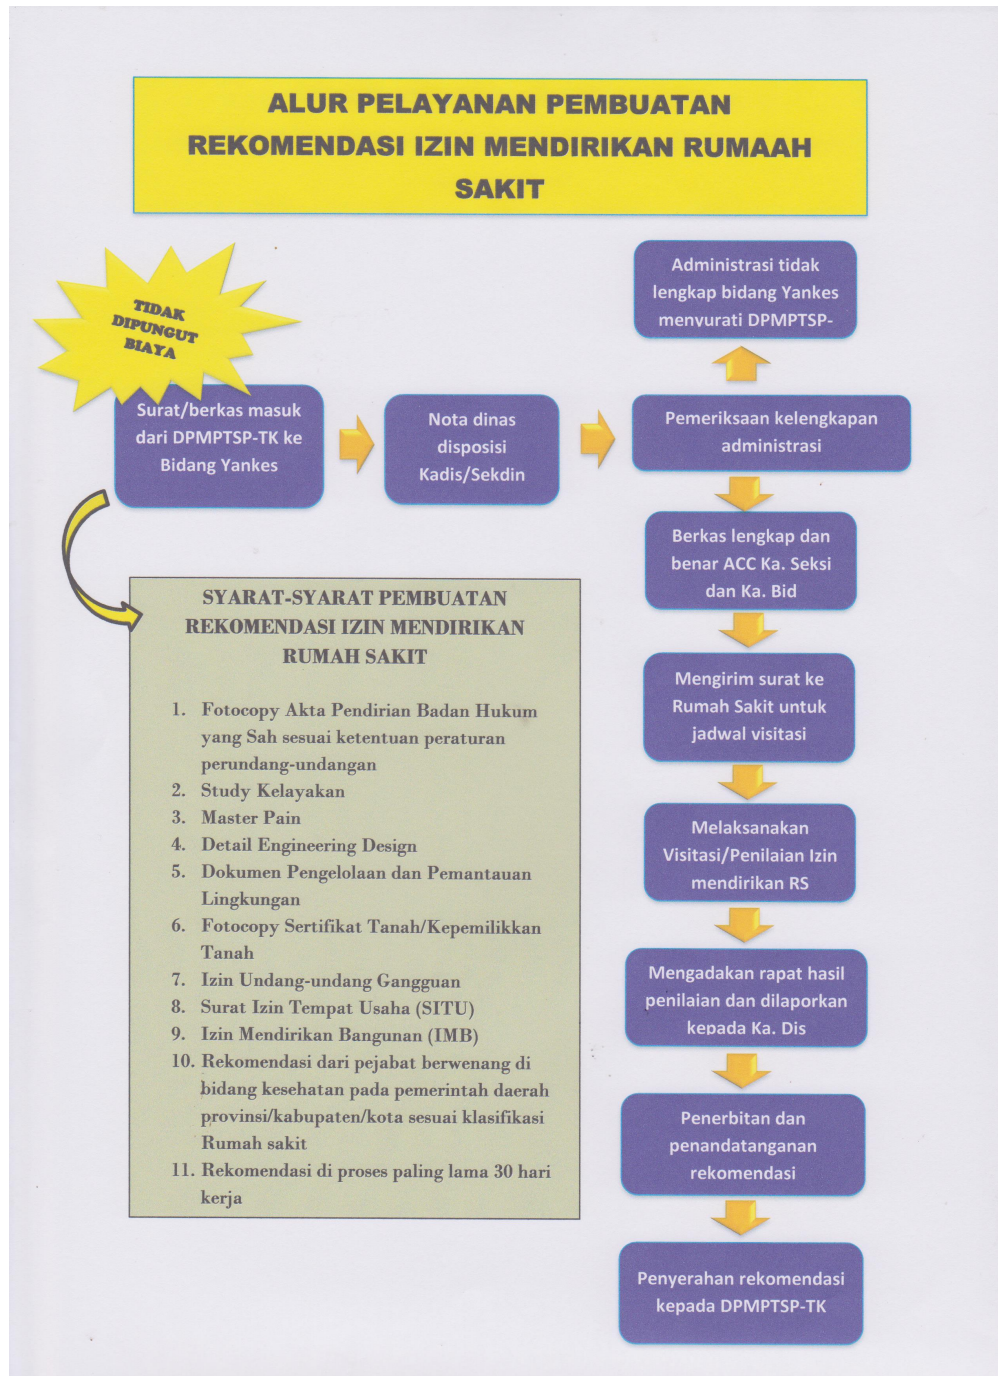 ALUR PELAYANAN PEMBUATAN
REKOMENDASI IZIN MENDIRIKAN RUMAAH
SAKIT
TIDAK
DIPUNGUT
BIAYA
Surat/berkas masuk
dari DPMPTSP-TK ke
Bidang Yankes
Nota dinas
disposisi
Kadis/Sekdin
Pemeriksaan kelengkapan
administrasi
Administrasi tidak
lengkap bidang Yankes
menyurati DPMPTSP-
Berkas lengkap dan
benar ACC Ka. Seksi
dan Ka. Bid
Mengirim surat ke
Rumah Sakit untuk
jadwal visitasi
Melaksanakan
Visitasi/Penilaian Izin
mendirikan RS
Mengadakan rapat hasil
penilaian dan dilaporkan
kepada Ka. Dis
Penerbitan dan
penandatanganan
rekomendasi
Penyerahan rekomendasi
kepada DPMPTSP-TK
SYARAT-SYARAT PEMBUATAN
REKOMENDASI IZIN MENDIRIKAN
RUMAH SAKIT
1. Fotocopy Akta Pendirian Badan Hukum
yang Sah sesuai ketentuan peraturan
perundang-undangan
2. Study Kelayakan
3. Master Pain
4. Detail Engineering Design
5. Dokumen Pengelolaan dan Pemantauan
Lingkungan
6. Fotocopy Sertifikat Tanah/Kepemilikkan
Tanah
7. Izin Undang-undang Gangguan
8. Surat Izin Tempat Usaha (SITU)
9. Izin Mendirikan Bangunan (IMB)
10. Rekomendasi dari pejabat berwenang di
bidang kesehatan pada pemerintah daerah
provinsi/kabupaten/kota sesuai klasifikasi
Rumah sakit
11. Rekomendasi di proses paling lama 30 hari
kerja